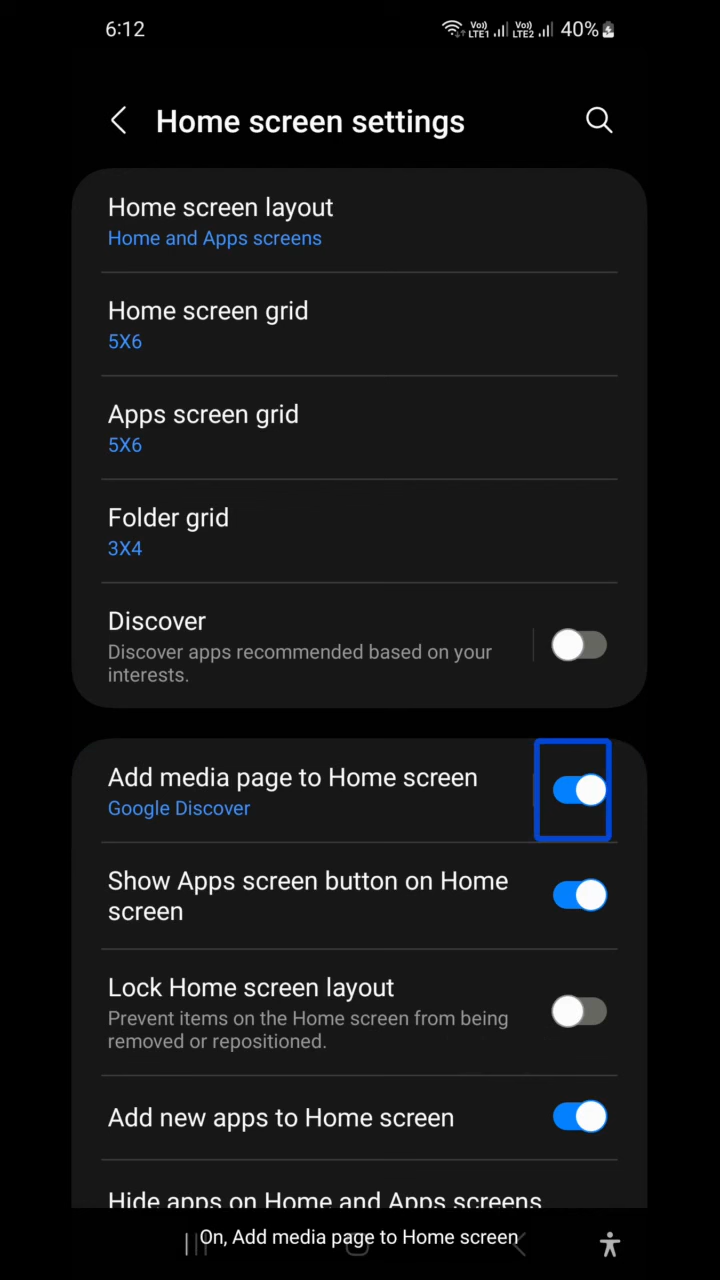 6:12
Vo))
LTE1
Vo))
LTE2
40%
Home screen settings
Home screen layout
Home and Apps screens
Home screen grid
5X6
Apps screen grid
5X6
Folder grid
3X4
Discover
Discover apps recommended based on your
interests.
Add media page to Home screen
Google Discover
Show Apps screen button on Home
screen
Lock Home screen layout
Prevent items on the Home screen from being
removed or repositioned.
Add new apps to Home screen
Hide apps on Home and Apps screens
On, Add media page to Home screen